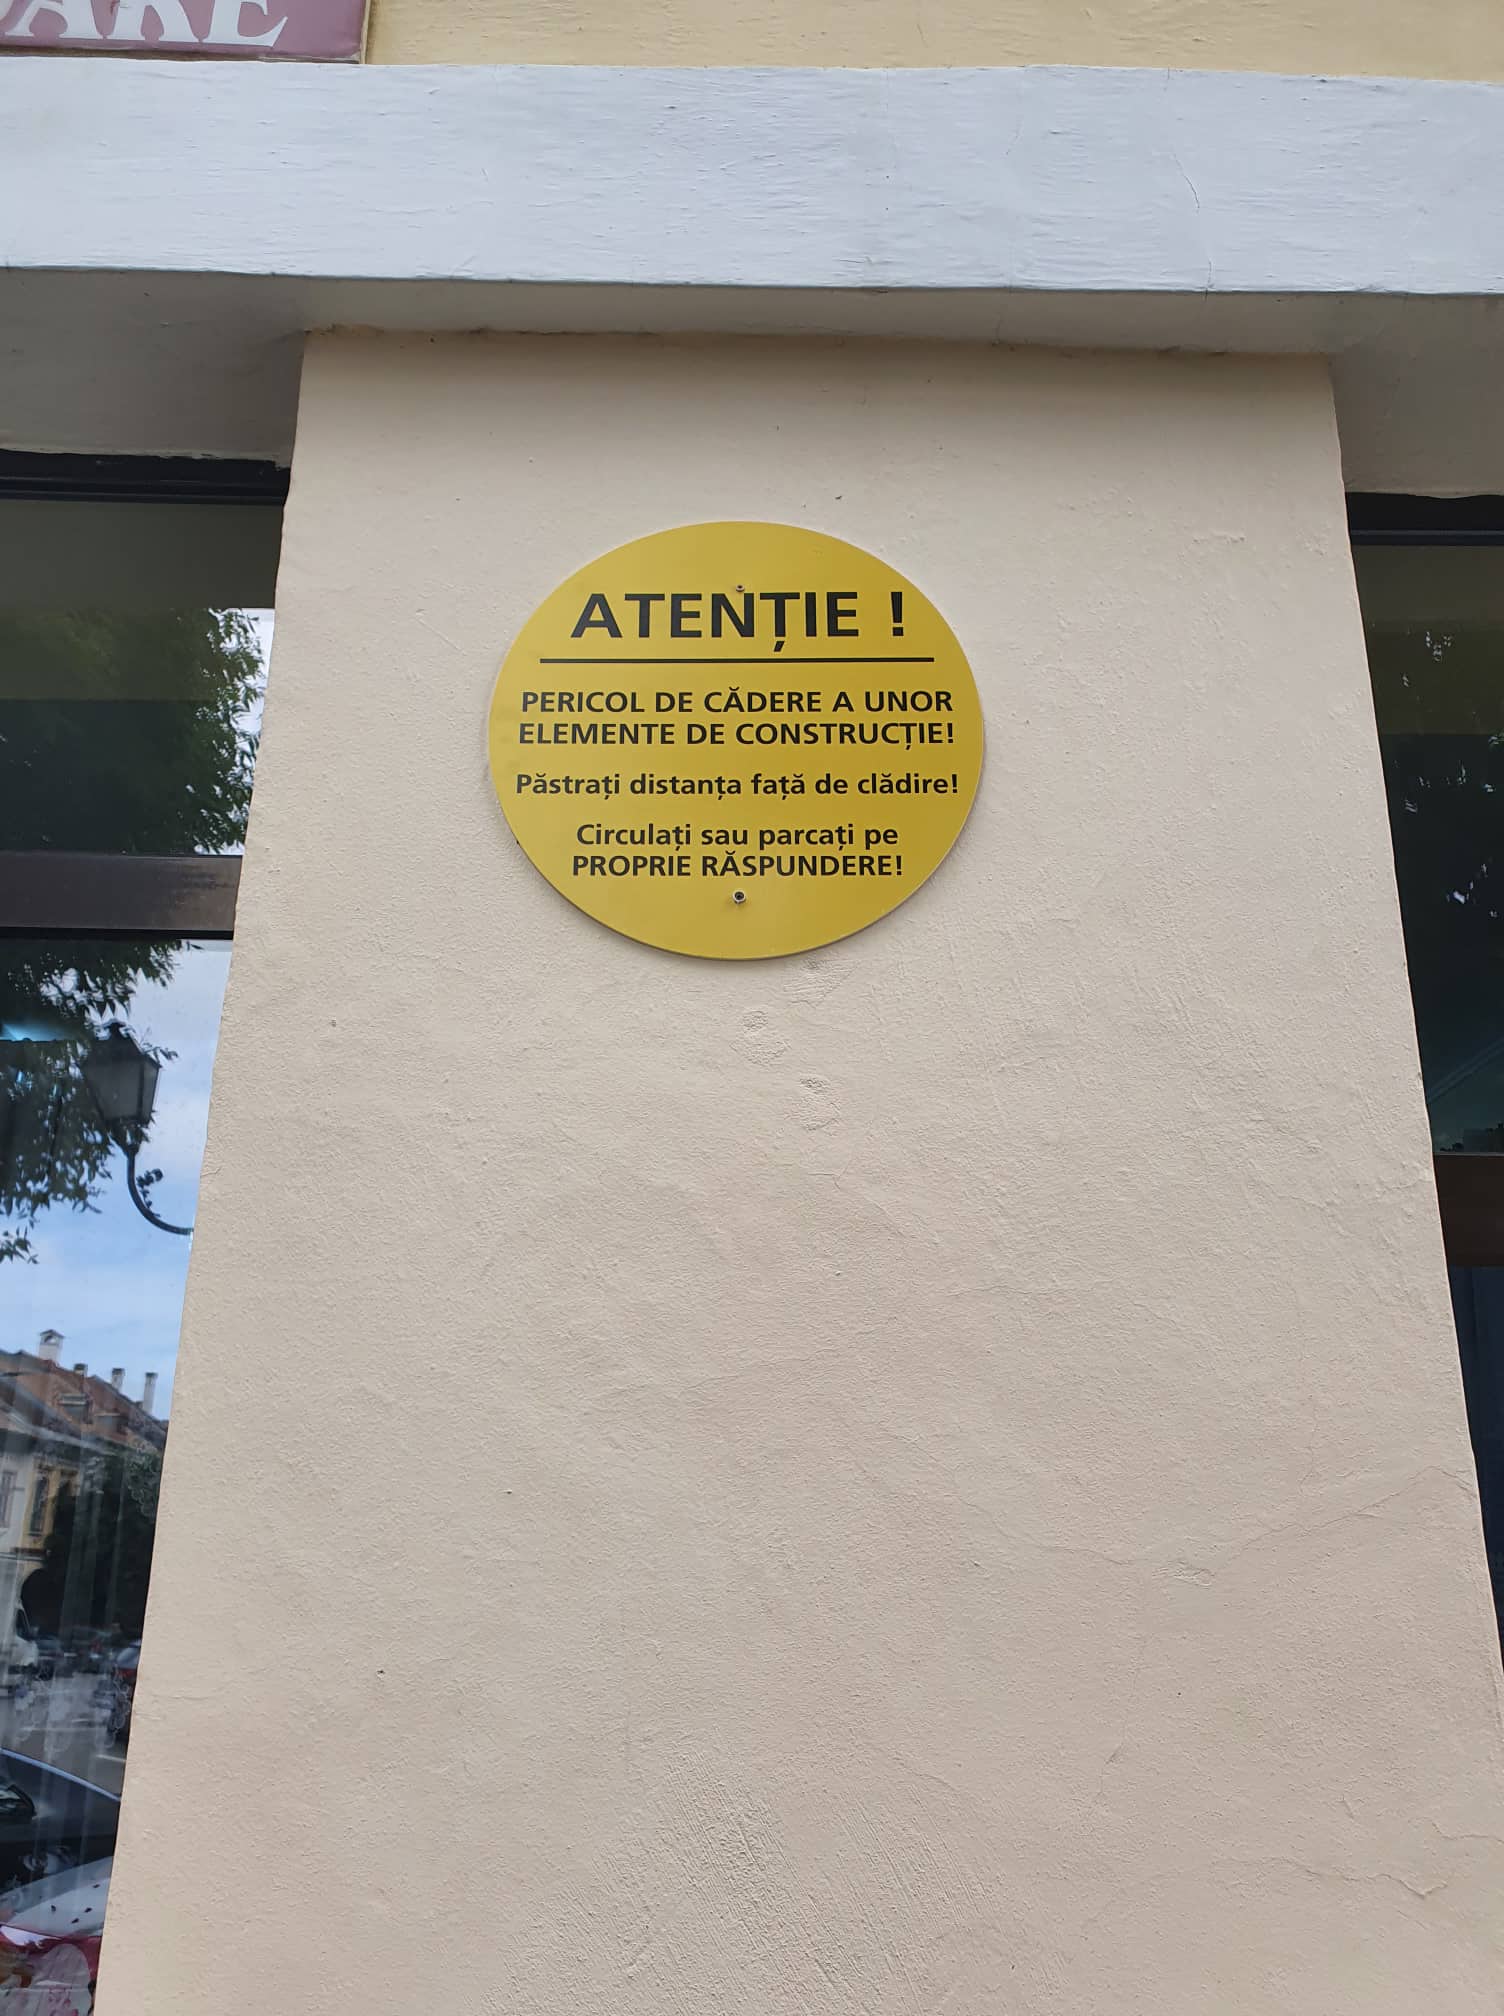 ATENȚIE !
PERICOL DE CĂDERE A UNOR
ELEMENTE DE CONSTRUCȚIE!
Păstrați distanța față de clădire!
Circulați sau parcați pe
PROPRIE RĂSPUNDERE!